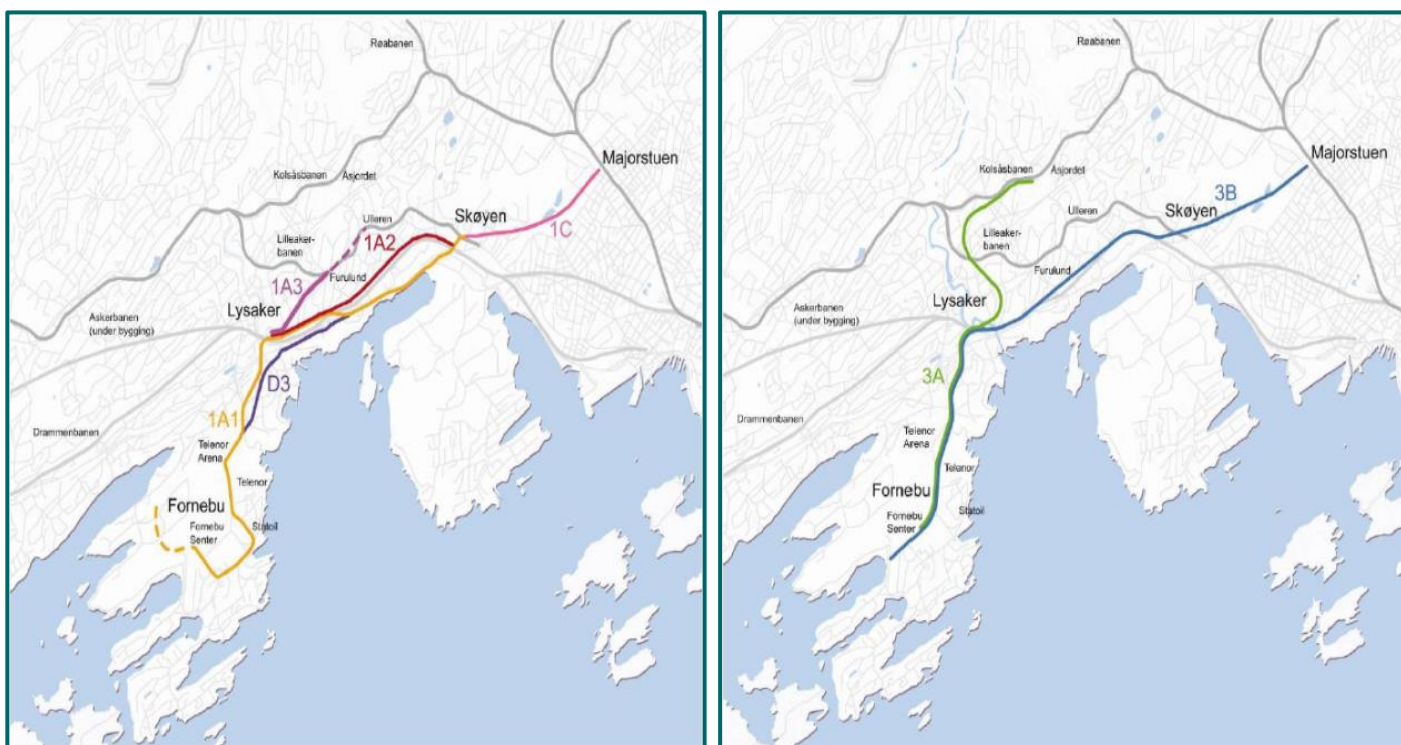 Røabanen
Majorstuen
Kolsåsbanen
Åsjordet
Ulleren
Skøyen
1C
Lilleaker-
banen
1A2
Furulund
1A3
Lysaker
Askerbanen
(under bygging)
D3
1A1
Drammenbanen
Telenor
Arena
Telenor
Fornebu
Fornebu
Senter
Statoil
Røabanen
Majorstuen
Kolsåsbanen
Åsjordet
3B
Ulleren
Skøyen
Lilleaker-
banen
Furulund
Lysaker
Askerbanen
(under bygging)
3A
Drammenbanen
Telenor
Arena
Telenor
Fornebu
Fornebu
Senter
Statoil